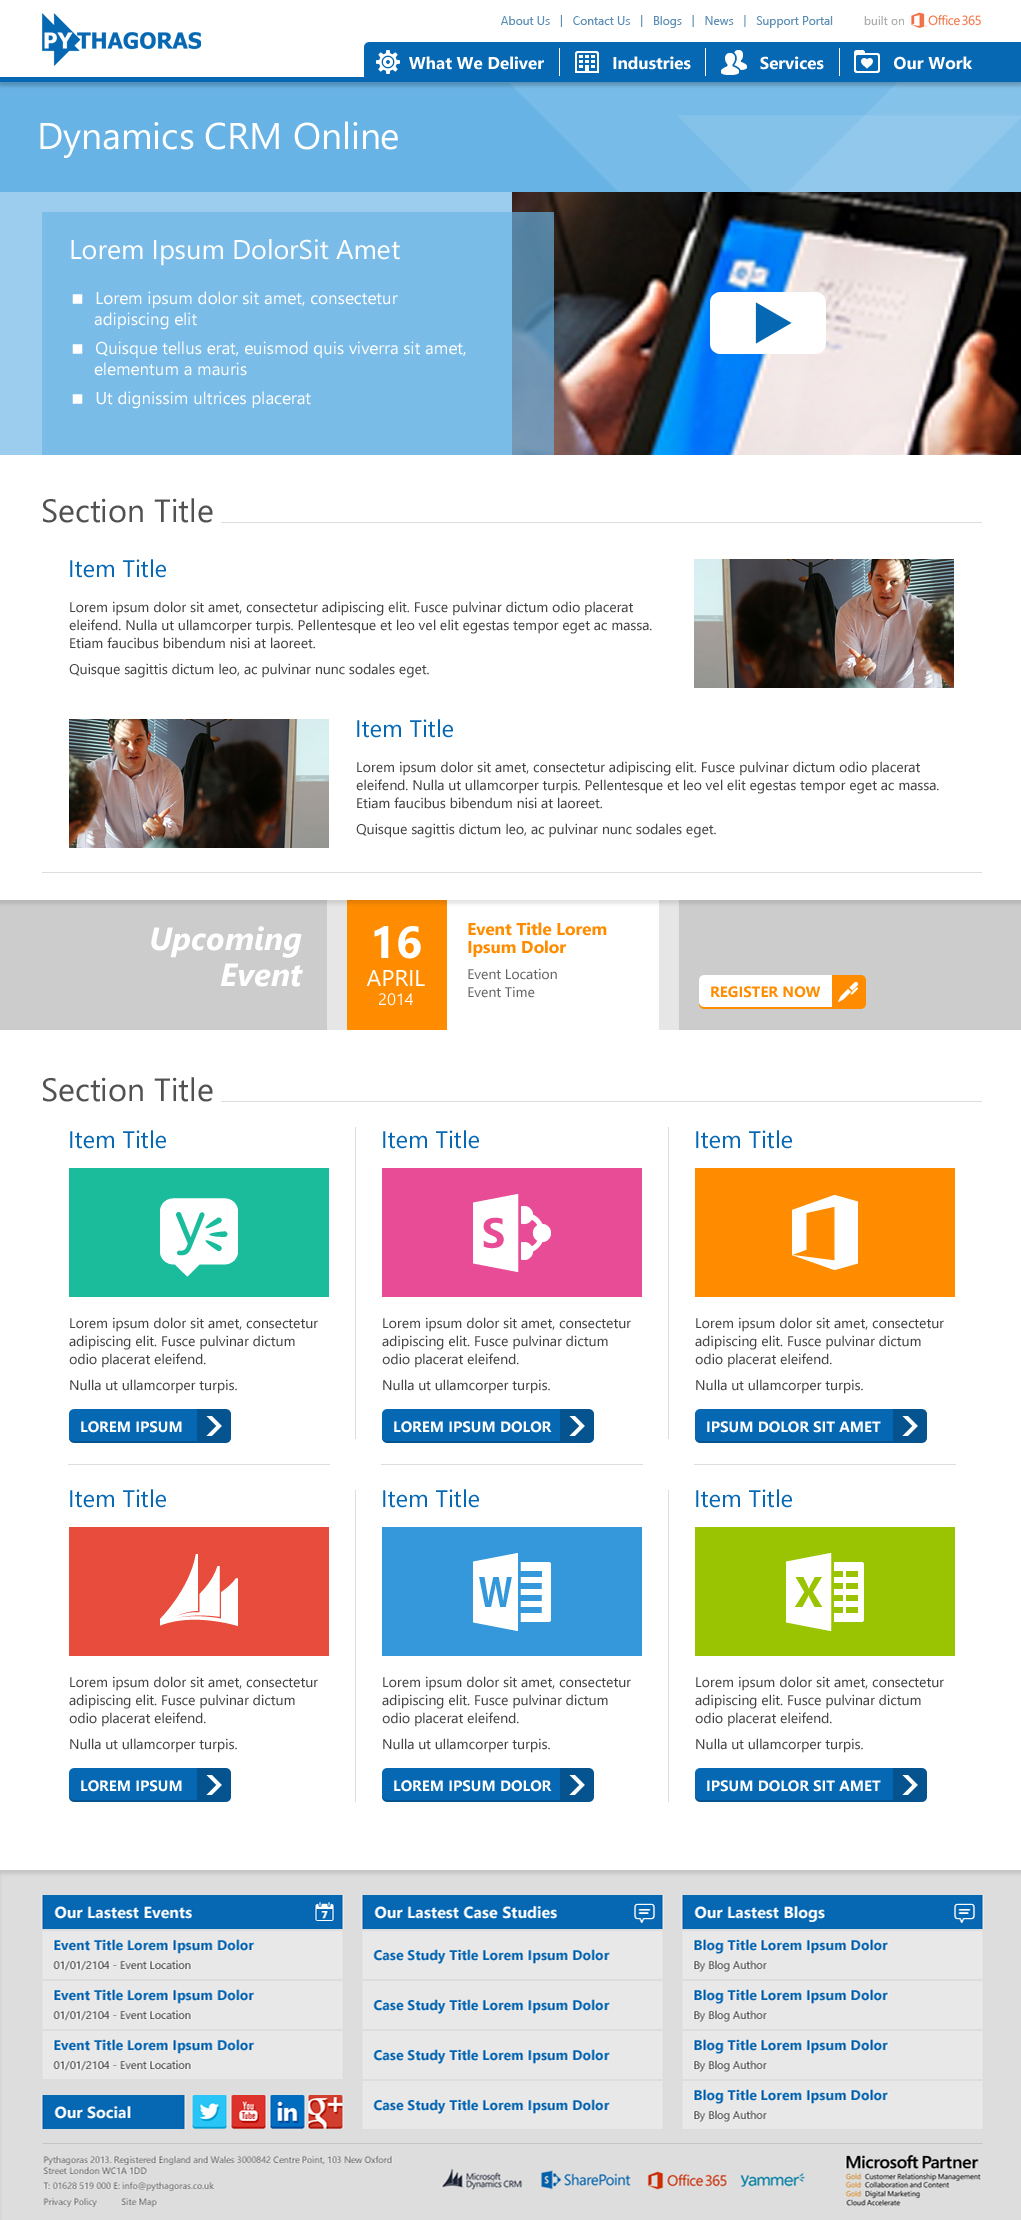 PYTHAGORAS
About Us | Contact Us | Blogs | News | Support Portal
built on Office 365
What We Deliver
Industries
Services
Our Work
Dynamics CRM Online
Lorem Ipsum DolorSit Amet
Lorem ipsum dolor sit amet, consectetur
adipiscing elit
Quisque tellus erat, euismod quis viverra sit amet,
elementum a mauris
Ut dignissim ultrices placerat
Section Title
Item Title
Lorem ipsum dolor sit amet, consectetur adipiscing elit. Fusce pulvinar dictum odio placerat
eleifend. Nulla ut ullamcorper turpis. Pellentesque et leo vel elit egestas tempor eget ac massa.
Etiam faucibus bibendum nisi at laoreet.
Quisque sagittis dictum leo, ac pulvinar nunc sodales eget.
Item Title
Lorem ipsum dolor sit amet, consectetur adipiscing elit. Fusce pulvinar dictum odio placerat
eleifend. Nulla ut ullamcorper turpis. Pellentesque et leo vel elit egestas tempor eget ac massa.
Etiam faucibus bibendum nisi at laoreet.
Quisque sagittis dictum leo, ac pulvinar nunc sodales eget.
Upcoming
Event
16
APRIL
2014
Event Title Lorem
Ipsum Dolor
Event Location
Event Time
REGISTER NOW
Section Title
Item Title
Lorem ipsum dolor sit amet, consectetur
adipiscing elit. Fusce pulvinar dictum
odio placerat eleifend.
Nulla ut ullamcorper turpis.
LOREM IPSUM
Item Title
S
Lorem ipsum dolor sit amet, consectetur
adipiscing elit. Fusce pulvinar dictum
odio placerat eleifend.
Nulla ut ullamcorper turpis.
LOREM IPSUM DOLOR
Item Title
Lorem ipsum dolor sit amet, consectetur
adipiscing elit. Fusce pulvinar dictum
odio placerat eleifend.
Nulla ut ullamcorper turpis.
IPSUM DOLOR SIT AMET
Item Title
Lorem ipsum dolor sit amet, consectetur
adipiscing elit. Fusce pulvinar dictum
odio placerat eleifend.
Nulla ut ullamcorper turpis.
LOREM IPSUM
Item Title
W
Lorem ipsum dolor sit amet, consectetur
adipiscing elit. Fusce pulvinar dictum
odio placerat eleifend.
Nulla ut ullamcorper turpis.
LOREM IPSUM DOLOR
Item Title
X
Lorem ipsum dolor sit amet, consectetur
adipiscing elit. Fusce pulvinar dictum
odio placerat eleifend.
Nulla ut ullamcorper turpis.
IPSUM DOLOR SIT AMET
Our Lastest Events
7
Event Title Lorem Ipsum Dolor
01/01/2104 - Event Location
Event Title Lorem Ipsum Dolor
01/01/2104 - Event Location
Event Title Lorem Ipsum Dolor
01/01/2104 - Event Location
Our Social
You
Tube
in
g+
Our Lastest Case Studies
Case Study Title Lorem Ipsum Dolor
Case Study Title Lorem Ipsum Dolor
Case Study Title Lorem Ipsum Dolor
Case Study Title Lorem Ipsum Dolor
Our Lastest Blogs
Blog Title Lorem Ipsum Dolor
By Blog Author
Blog Title Lorem Ipsum Dolor
By Blog Author
Blog Title Lorem Ipsum Dolor
By Blog Author
Blog Title Lorem Ipsum Dolor
By Blog Author
Pythagoras 2013. Registered England and Wales 3000842 Centre Point, 103 New Oxford
Street London WC1A 1DD
T: 01628 519 000 E: info@pythagoras.co.uk
Privacy Policy
Site Map
Microsoft
Dynamics CRM
SharePoint
Office 365
yammer
Microsoft Partner
Gold Customer Relationship Management
Gold Collaboration and Content
Gold Digital Marketing
Cloud Accelerate